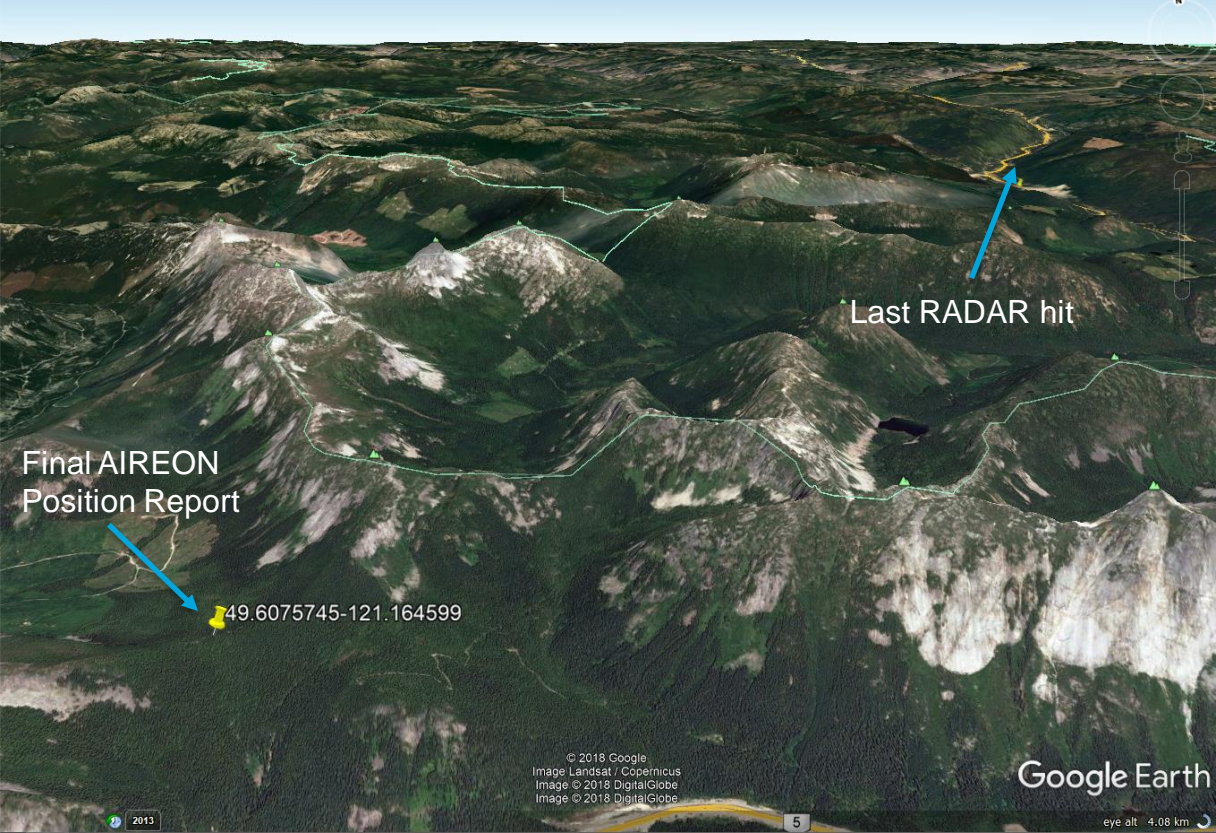 N
Last RADAR hit
Final AIREON
Position Report
49.6075745-121.164599
© 2018 Google
Image Landsat / Copernicus
Image © 2018 DigitalGlobe
Image © 2018 DigitalGlobe
Google Earth
2013
5
eye alt 4.08 km